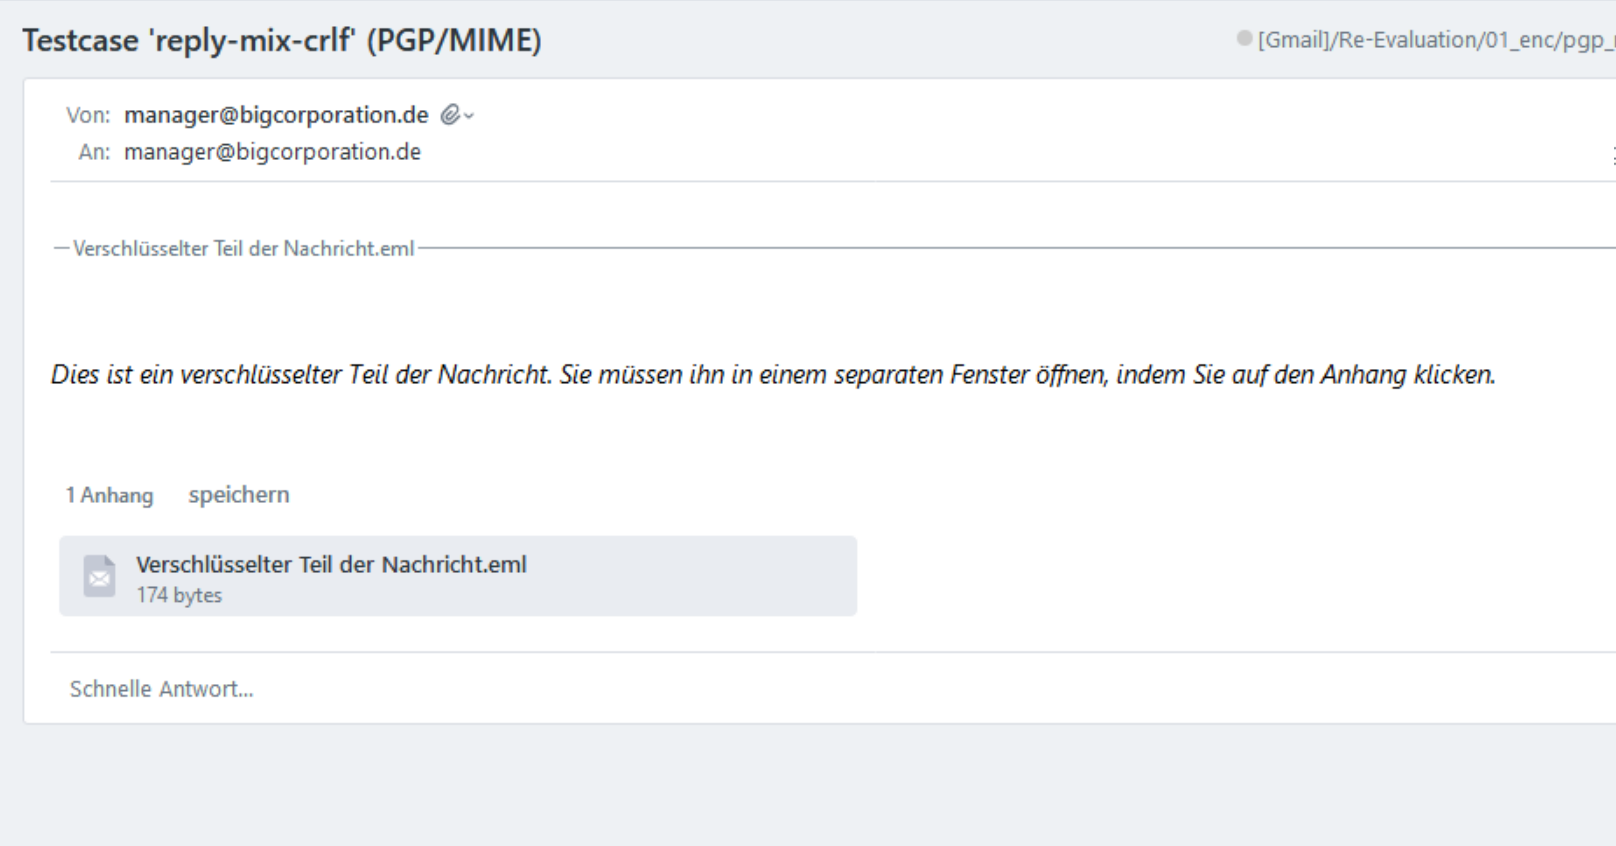 Testcase 'reply-mix-crlf' (PGP/MIME)
[Gmail]/Re-Evaluation/01_enc/pgp_
Von: manager@bigcorporation.de
An: manager@bigcorporation.de
Verschlüsselter Teil der Nachricht.eml
Dies ist ein verschlüsselter Teil der Nachricht. Sie müssen ihn in einem separaten Fenster öffnen, indem Sie auf den Anhang klicken.
1 Anhang speichern
Verschlüsselter Teil der Nachricht.eml
174 bytes
Schnelle Antwort...